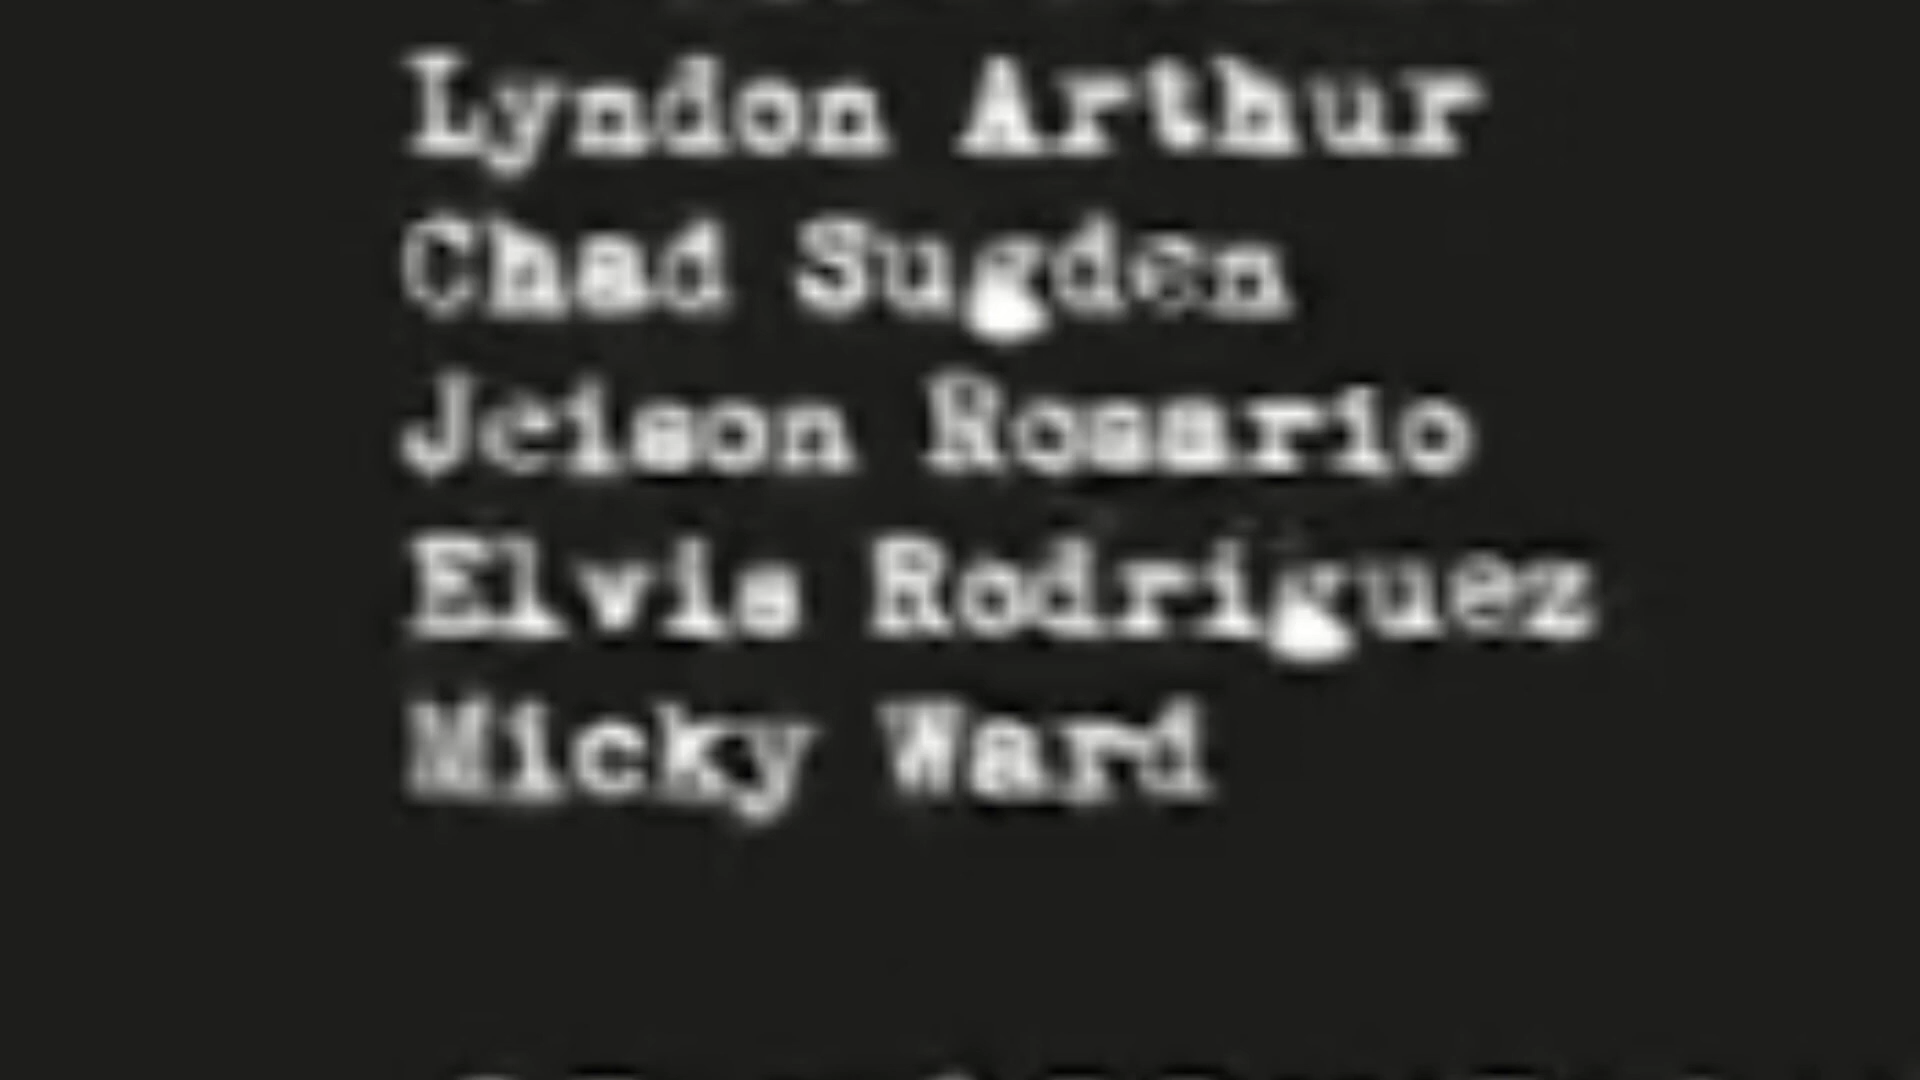 Lyndon Arthur
Chad Sugden
Jeison Rosario
Elvis Rodriguez
Micky Ward